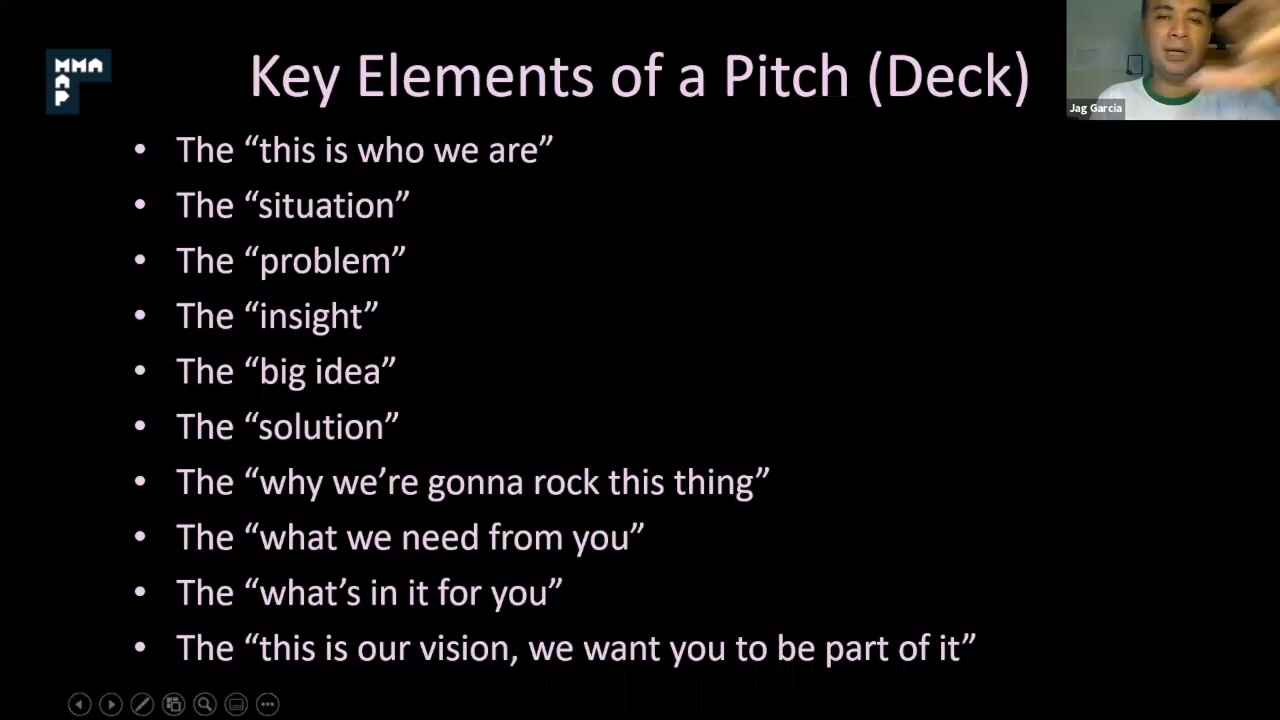 MMA
A
P
Key Elements of a Pitch (Deck)
Jag Garcia
• The “this is who we are”
• The “situation”
• The “problem”
• The “insight”
• The “big idea”
• The “solution”
• The “why we’re gonna rock this thing”
• The “what we need from you”
• The “what’s in it for you”
• The “this is our vision, we want you to be part of it”